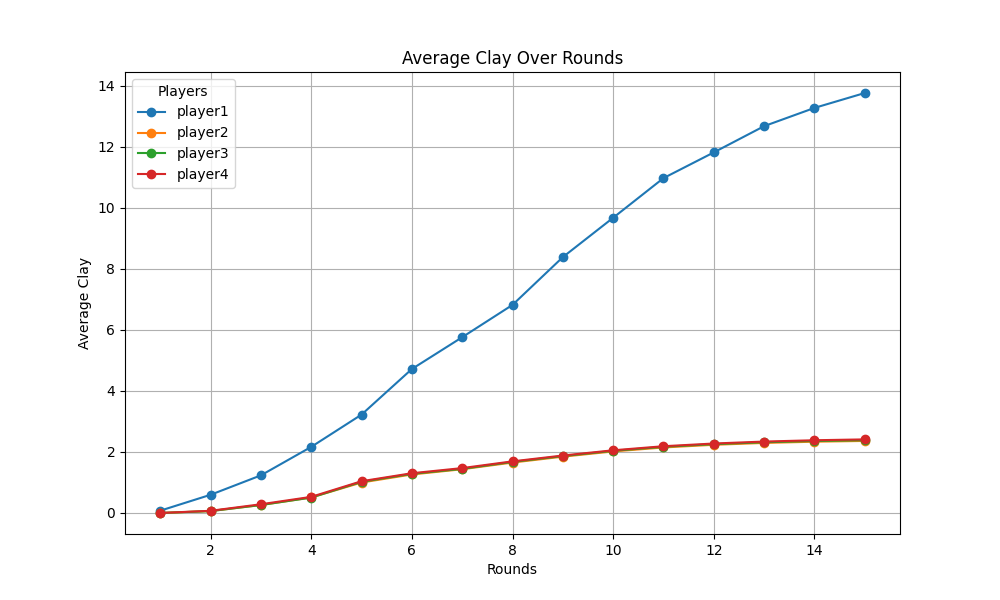 Average Clay Over Rounds
Players
player1
player2
player3
player4
Average Clay
14
12
10
8
6
4
2
0
2 4 6 8 10 12 14
Rounds